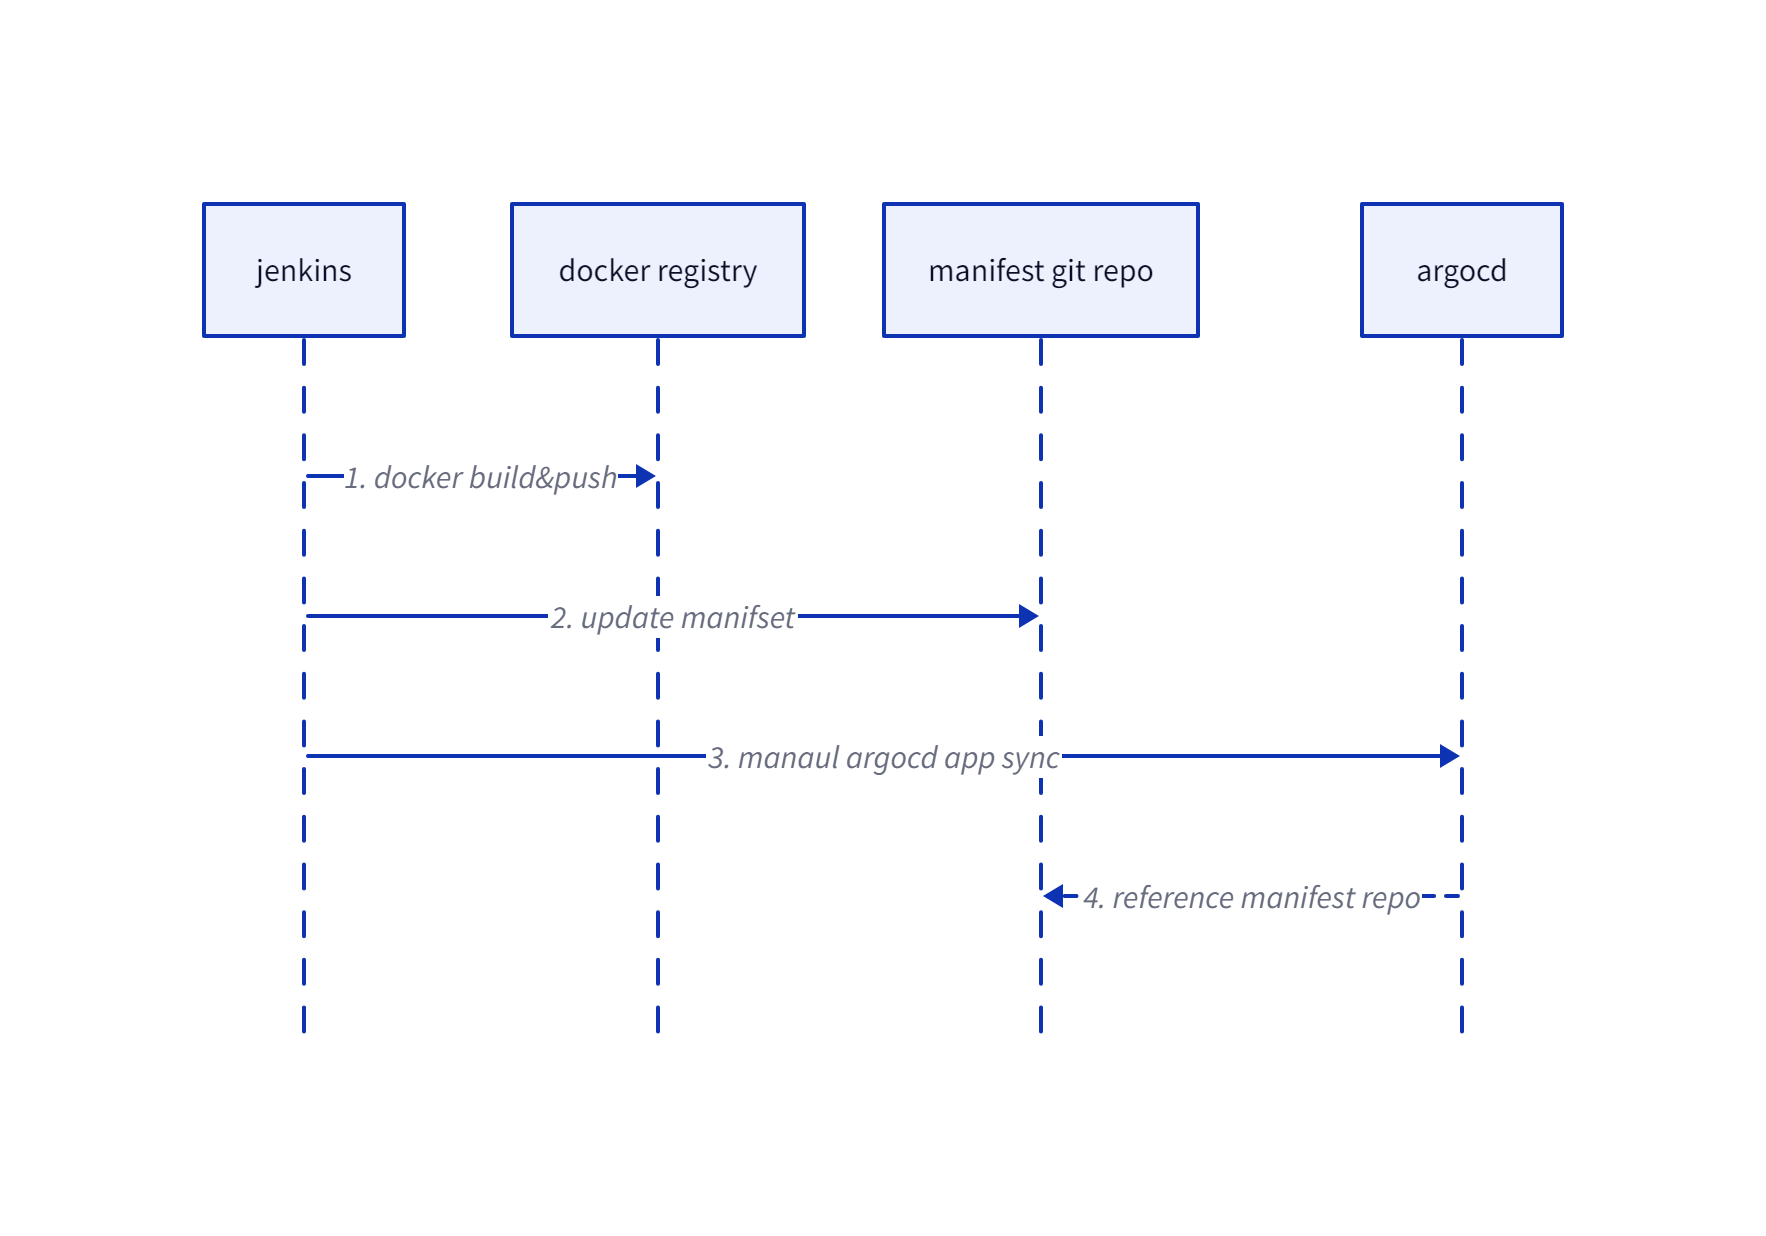 jenkins
docker registry
manifest git repo
argocd
1. docker build&push
2. update manifset
3. manaul argocd app sync
4. reference manifest repo